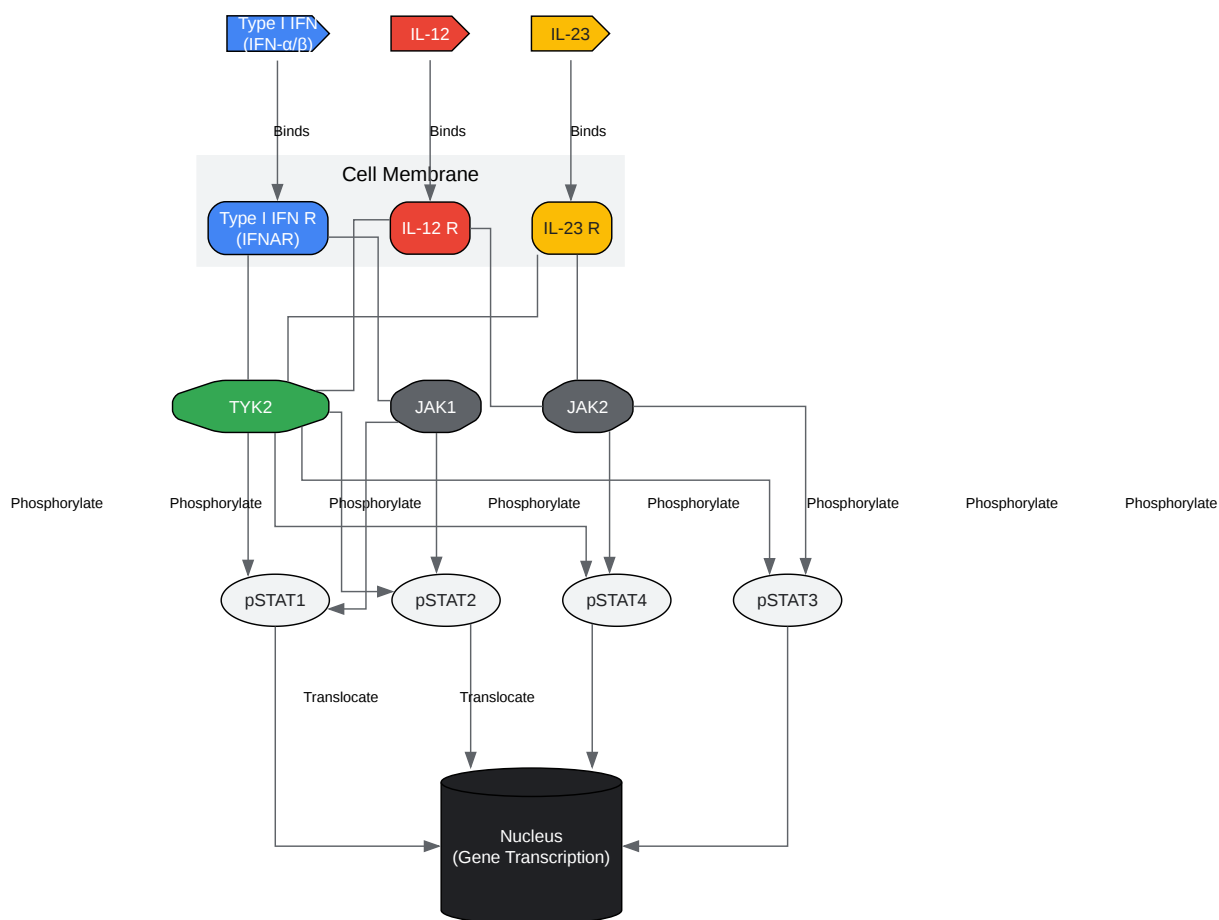 Type I IFN
(IFN-α/β)
IL-12
IL-23
Binds
Binds
Binds
Cell Membrane
Type I IFN R
(IFNAR)
IL-12 R
IL-23 R
TYK2
JAK1
JAK2
Phosphorylate
Phosphorylate
Phosphorylate
Phosphorylate
Phosphorylate
Phosphorylate
Phosphorylate
Phosphorylate
pSTAT1
pSTAT2
pSTAT4
pSTAT3
Translocate
Translocate
Nucleus
(Gene Transcription)